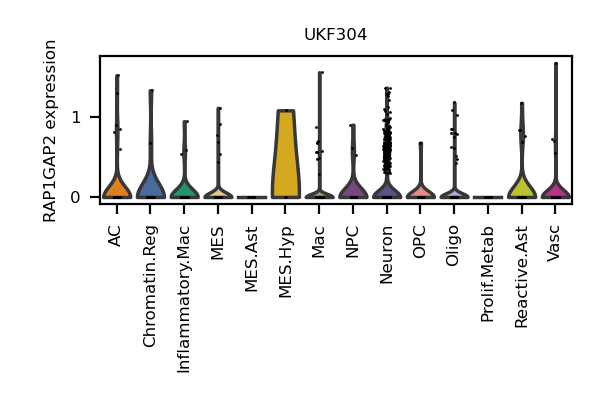 UKF304
RAP1GAP2 expression
1
0
AC
Chromatin.Reg
Inflammatory.Mac
MES
MES.Ast
MES.Hyp
Mac
NPC
Neuron
OPC
Oligo
Prolif.Metab
Reactive.Ast
Vasc